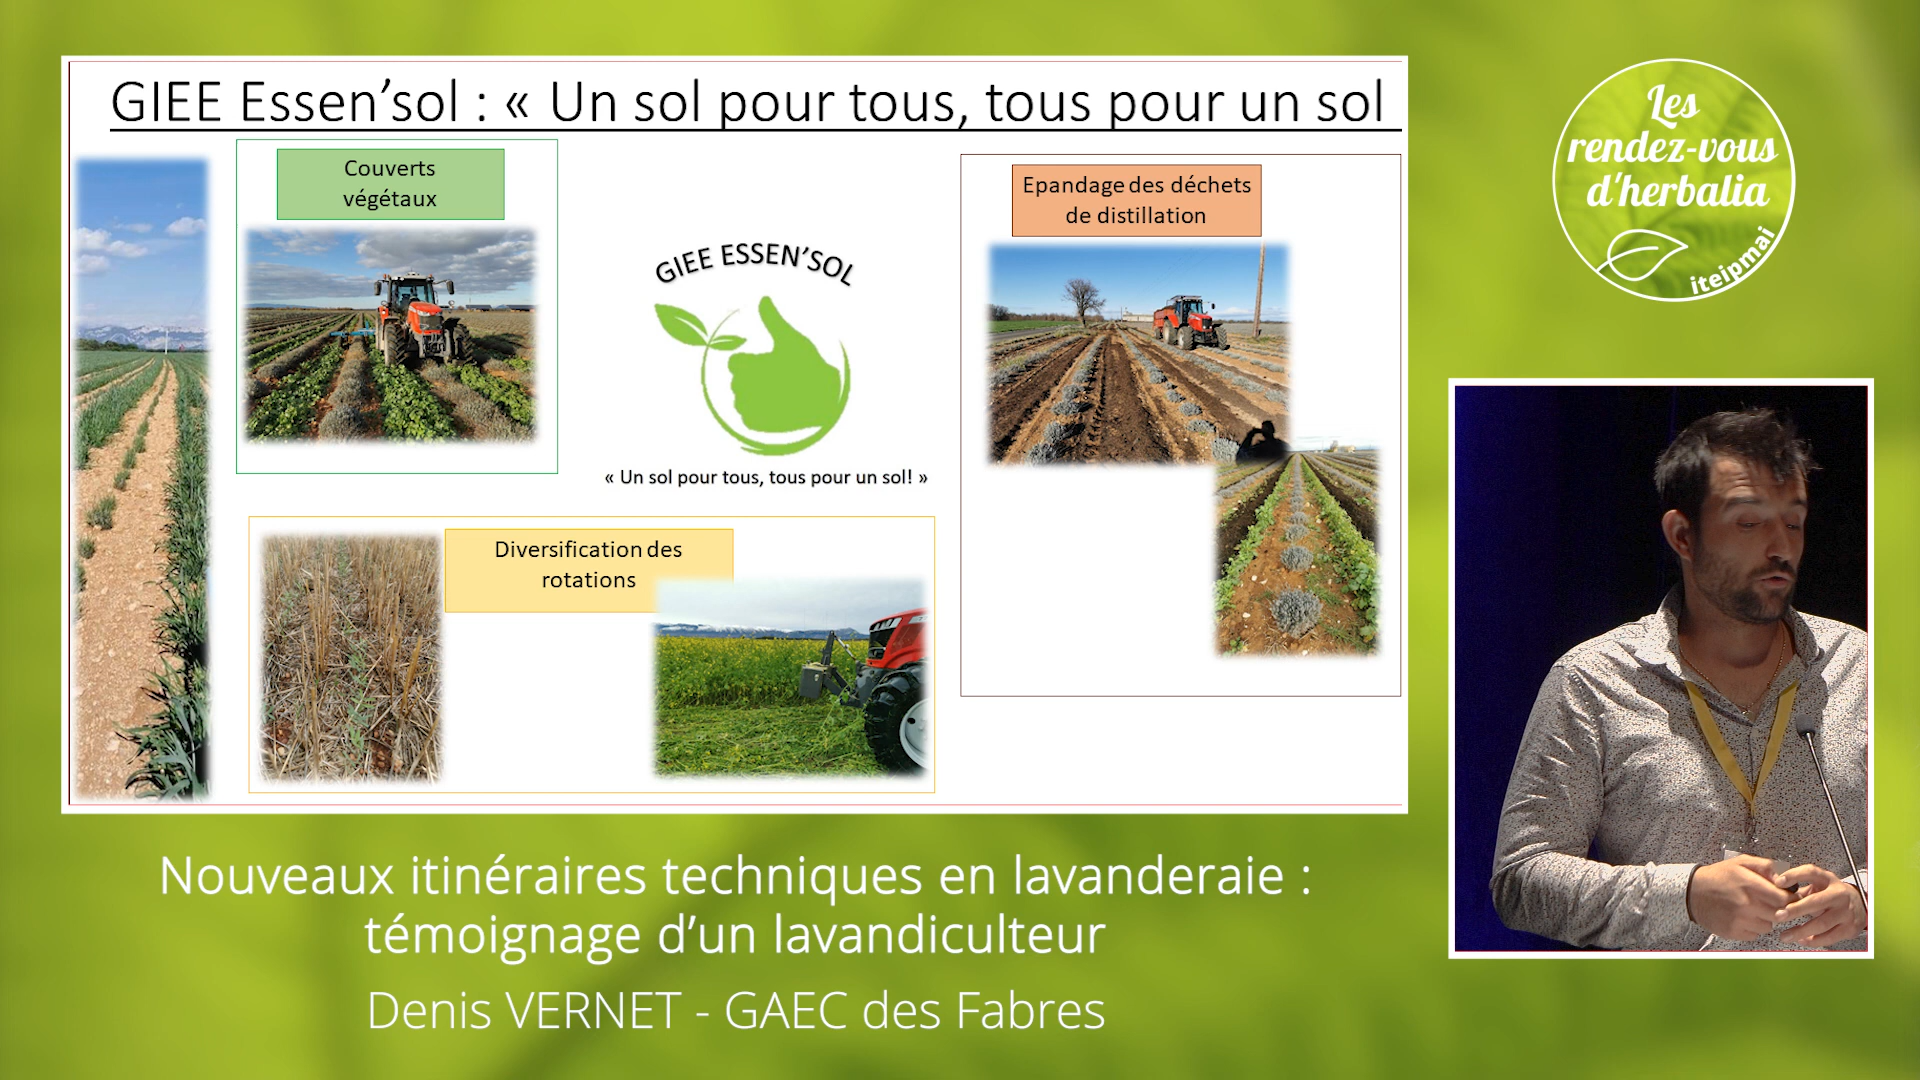 GIEE Essen’sol : « Un sol pour tous, tous pour un sol
Couverts
végétaux
GIEE ESSEN’SOL
« Un sol pour tous, tous pour un sol! »
Epandage des déchets
de distillation
Diversification des
rotations
Les
rendez-vous
d'herbalia
iteipmai
Nouveaux itinéraires techniques en lavanderaie :
témoignage d’un lavandiculteur
Denis VERNET - GAEC des Fabres